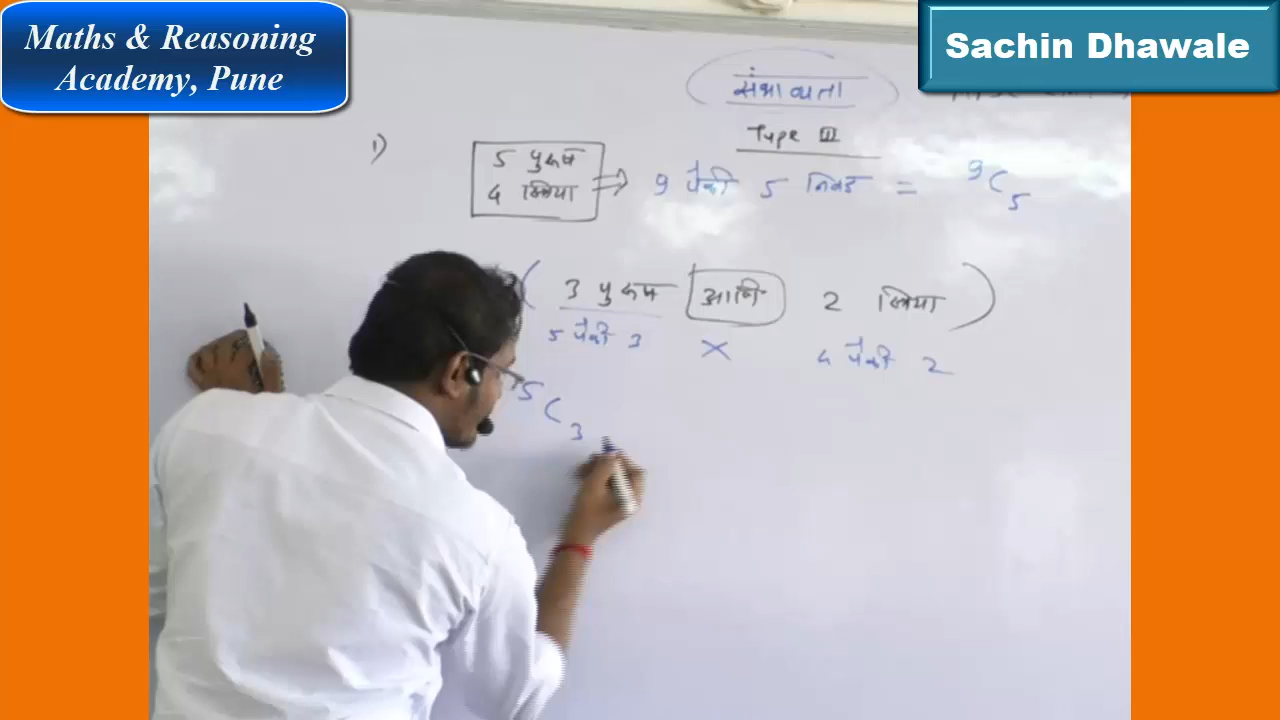 Maths & Reasoning
Academy, Pune
Sachin Dhawale
संभाव्यता
Type III
1)
5 पुरुष
4 स्त्रिया
⇒ 9 पैकी 5 निवड = ⁹C₅
( 3 पुरुष आणि 2 स्त्रिया )
5 पैकी 3 × 4 पैकी 2
⁵C₃